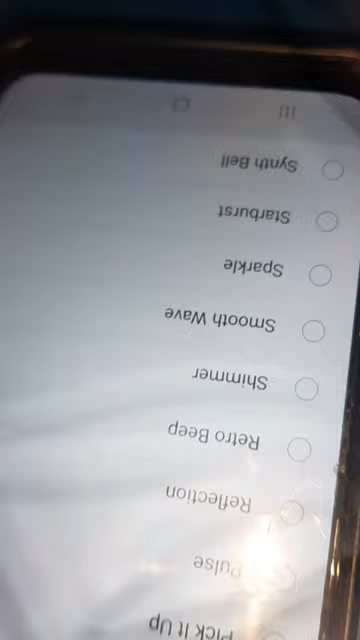 Pick It Up
Pulse
Reflection
Retro Beep
Shimmer
Smooth Wave
Sparkle
Starburst
Synth Bell